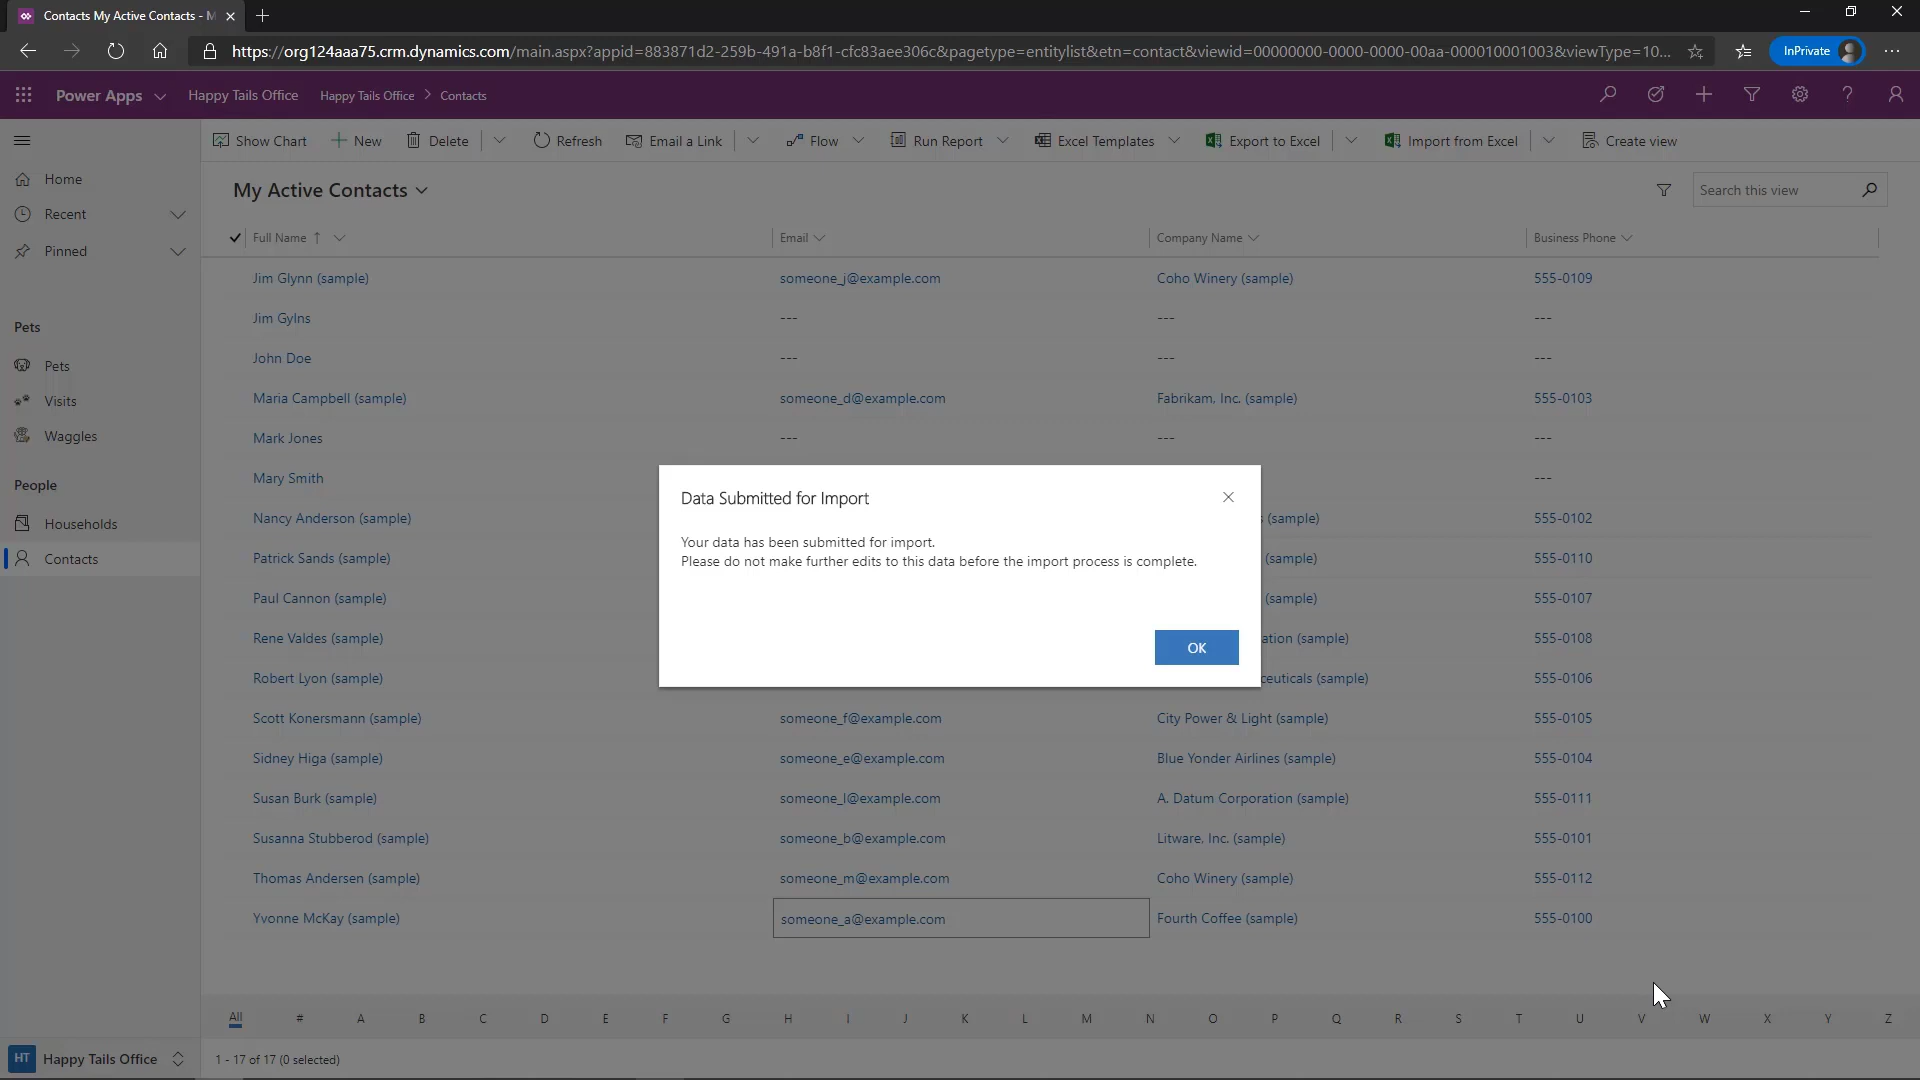 Contacts My Active Contacts - M
https://org124aaa75.crm.dynamics.com/main.aspx?appid=883871d2-259b-491a-b8f1-cfc83aee306c&pagetype=entitylist&etn=contact&viewid=00000000-0000-0000-00aa-000010001003&viewType=10...
InPrivate
Power Apps Happy Tails Office Happy Tails Office > Contacts
Show Chart New Delete Refresh Email a Link Flow Run Report Excel Templates Export to Excel Import from Excel Create view
Home
Recent
Pinned
Pets
Pets
Visits
Waggles
People
Households
Contacts
My Active Contacts
Search this view
Full Name ↑ Email Company Name Business Phone
Jim Glynn (sample) someone_j@example.com Coho Winery (sample) 555-0109
Jim Gylns --- --- ---
John Doe --- --- ---
Maria Campbell (sample) someone_d@example.com Fabrikam, Inc. (sample) 555-0103
Mark Jones --- --- ---
Mary Smith ---
Nancy Anderson (sample) s (sample) 555-0102
Patrick Sands (sample) (sample) 555-0110
Paul Cannon (sample) (sample) 555-0107
Rene Valdes (sample) ation (sample) 555-0108
Robert Lyon (sample) ceuticals (sample) 555-0106
Scott Konersmann (sample) someone_f@example.com City Power & Light (sample) 555-0105
Sidney Higa (sample) someone_e@example.com Blue Yonder Airlines (sample) 555-0104
Susan Burk (sample) someone_l@example.com A. Datum Corporation (sample) 555-0111
Susanna Stubberod (sample) someone_b@example.com Litware, Inc. (sample) 555-0101
Thomas Andersen (sample) someone_m@example.com Coho Winery (sample) 555-0112
Yvonne McKay (sample) someone_a@example.com Fourth Coffee (sample) 555-0100
Data Submitted for Import
Your data has been submitted for import.
Please do not make further edits to this data before the import process is complete.
OK
All # A B C D E F G H I J K L M N O P Q R S T U V W X Y Z
HT Happy Tails Office
1 - 17 of 17 (0 selected)